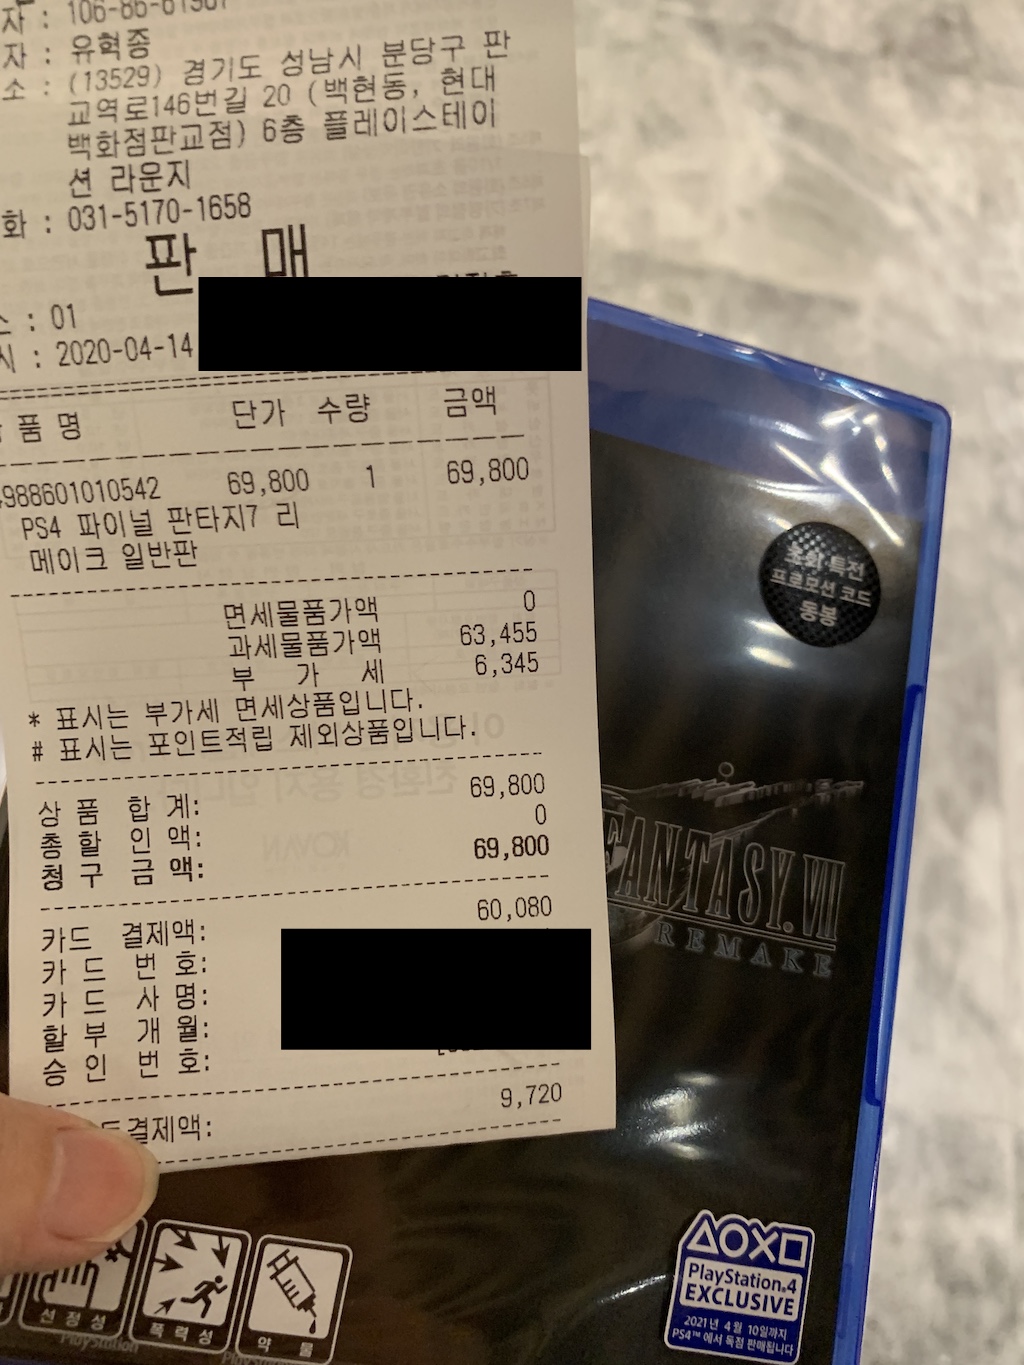 자 : 106-86-61901
자 : 유혁종
소 : (13529) 경기도 성남시 분당구 판
교역로146번길 20 (백현동, 현대
백화점판교점) 6층 플레이스테이
션 라운지
화 : 031-5170-1658
판 매
: 01
: 2020-04-14
품 명 단가 수량 금액
4988601010542 69,800 1 69,800
PS4 파이널 판타지7 리
메이크 일반판
면세물품가액 0
과세물품가액 63,455
부 가 세 6,345
* 표시는 부가세 면세상품입니다.
# 표시는 포인트적립 제외상품입니다.
상 품 합 계: 69,800
총 할 인 액: 0
청 구 금 액: 69,800
카드 결제액: 60,080
카 드 번 호:
카 드 사 명:
할 부 개 월:
승 인 번 호:
결제액: 9,720
초회 특전
프로모션 코드
동봉
FANTASY VII
REMAKE
선정성
폭력성
약 물
PlayStation.4
EXCLUSIVE
2021년 4월 10일까지
PS4™에서 독점 판매됩니다